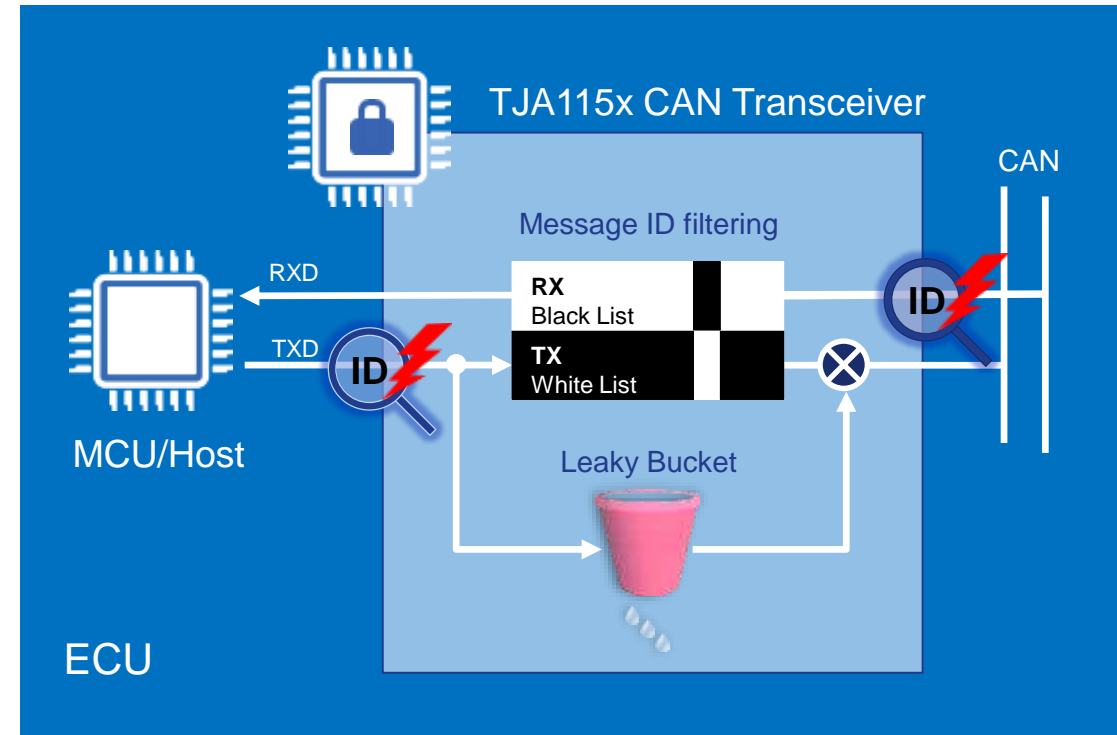 TJA115x CAN Transceiver
CAN
Message ID filtering
RXD
RX
Black List
ID
TXD
ID
TX
White List
MCU/Host
Leaky Bucket
ECU